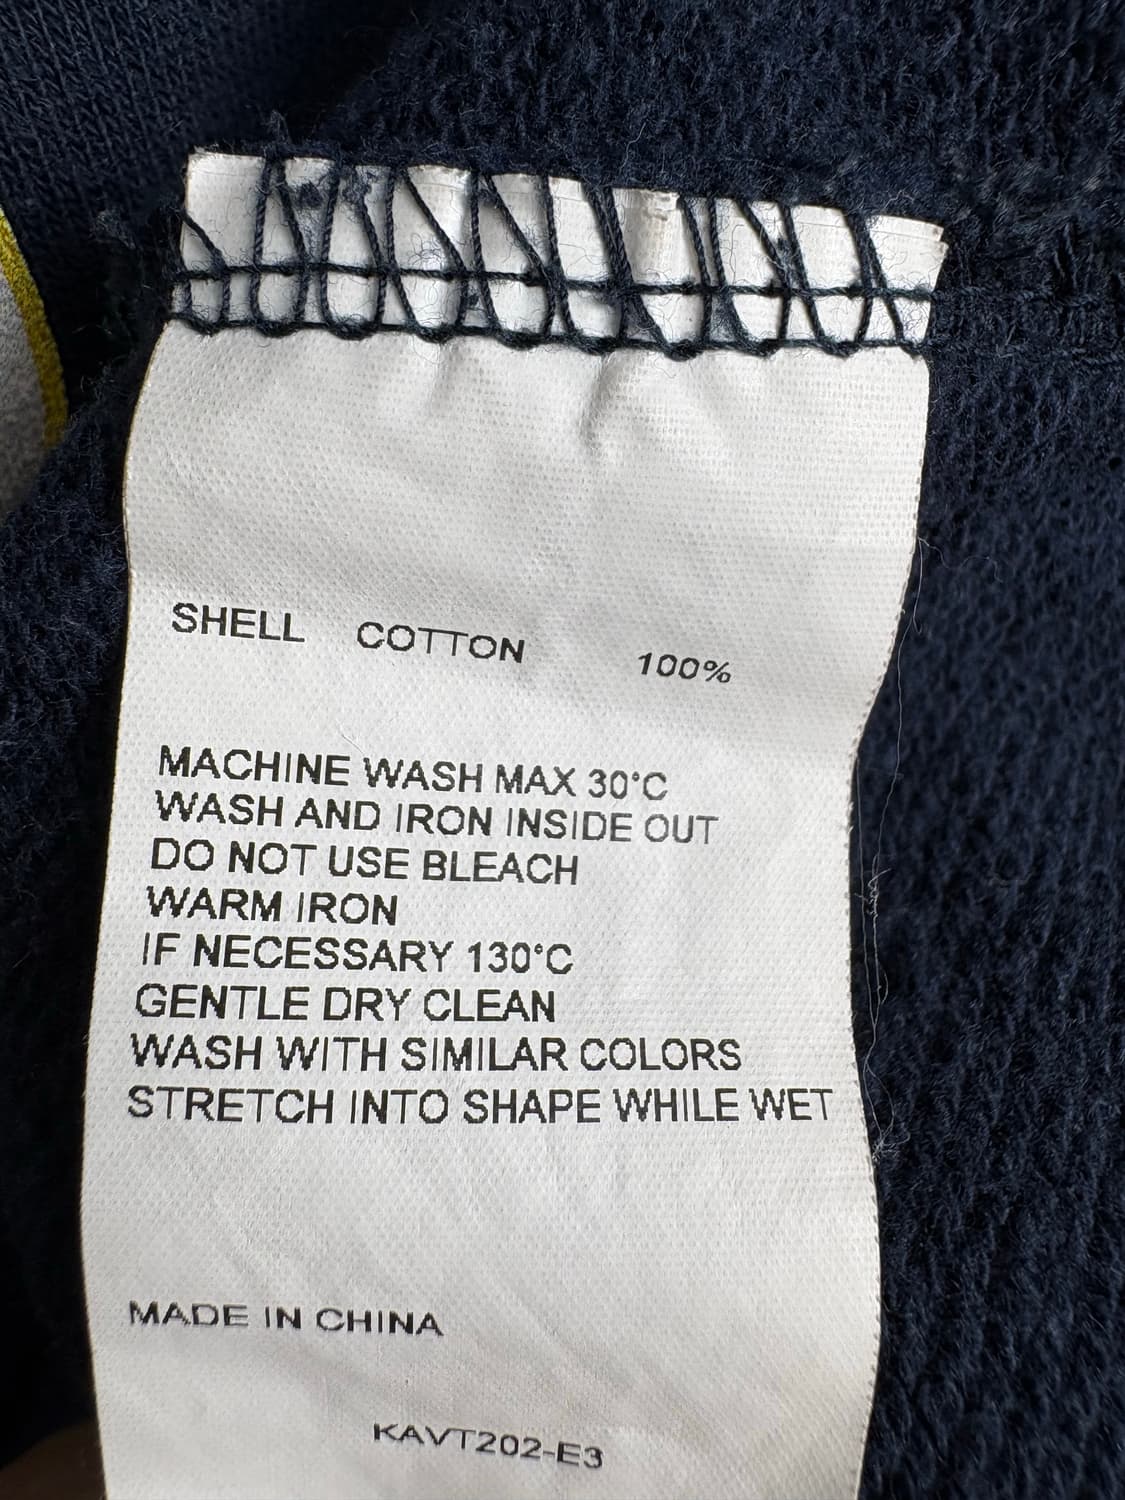 SHELL COTTON 100%
MACHINE WASH MAX 30°C
WASH AND IRON INSIDE OUT
DO NOT USE BLEACH
WARM IRON
IF NECESSARY 130°C
GENTLE DRY CLEAN
WASH WITH SIMILAR COLORS
STRETCH INTO SHAPE WHILE WET
MADE IN CHINA
KAVT202-E3